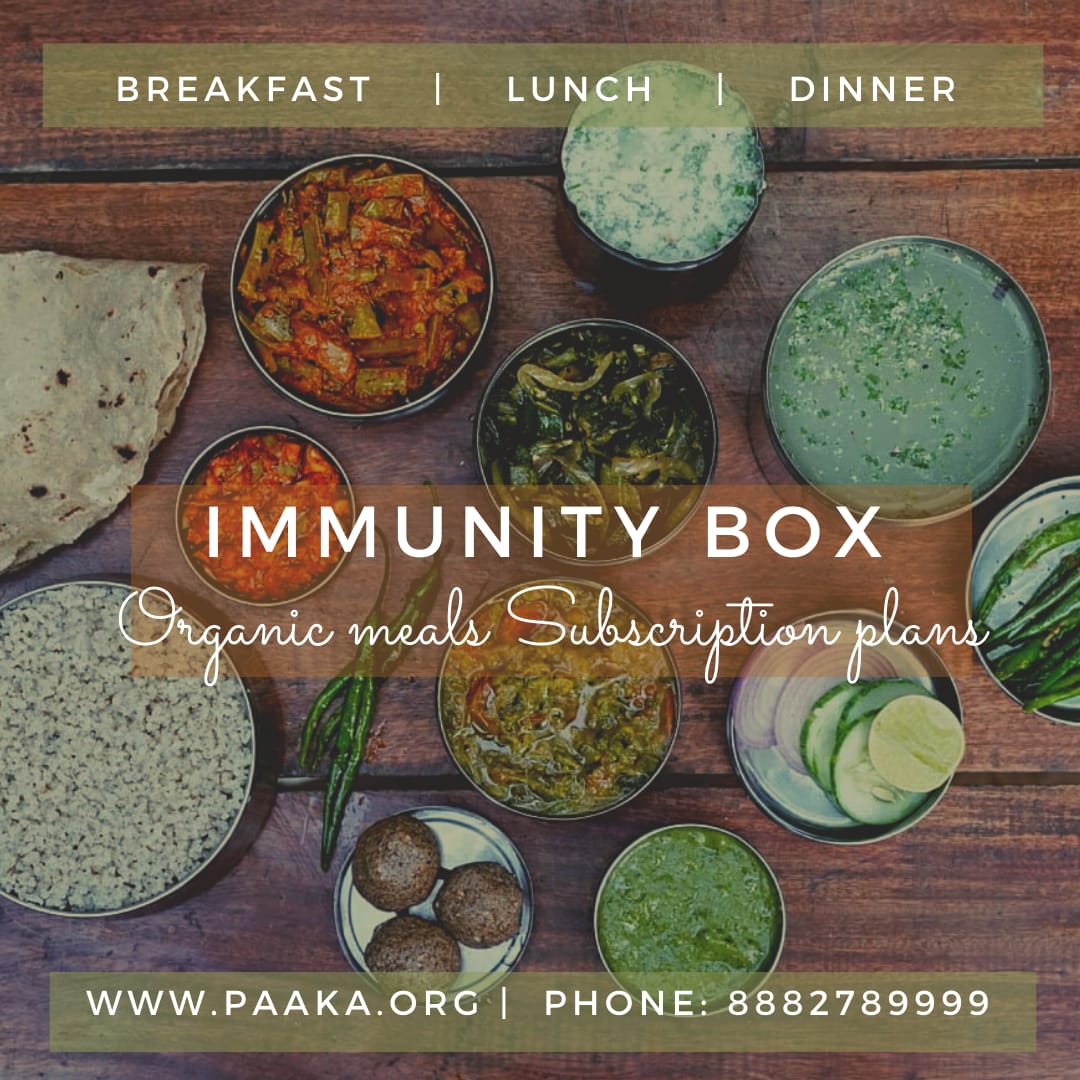 BREAKFAST | LUNCH | DINNER
IMMUNITY BOX
Organic meals Subscription plans
WWW.PAAKA.ORG | PHONE: 8882789999